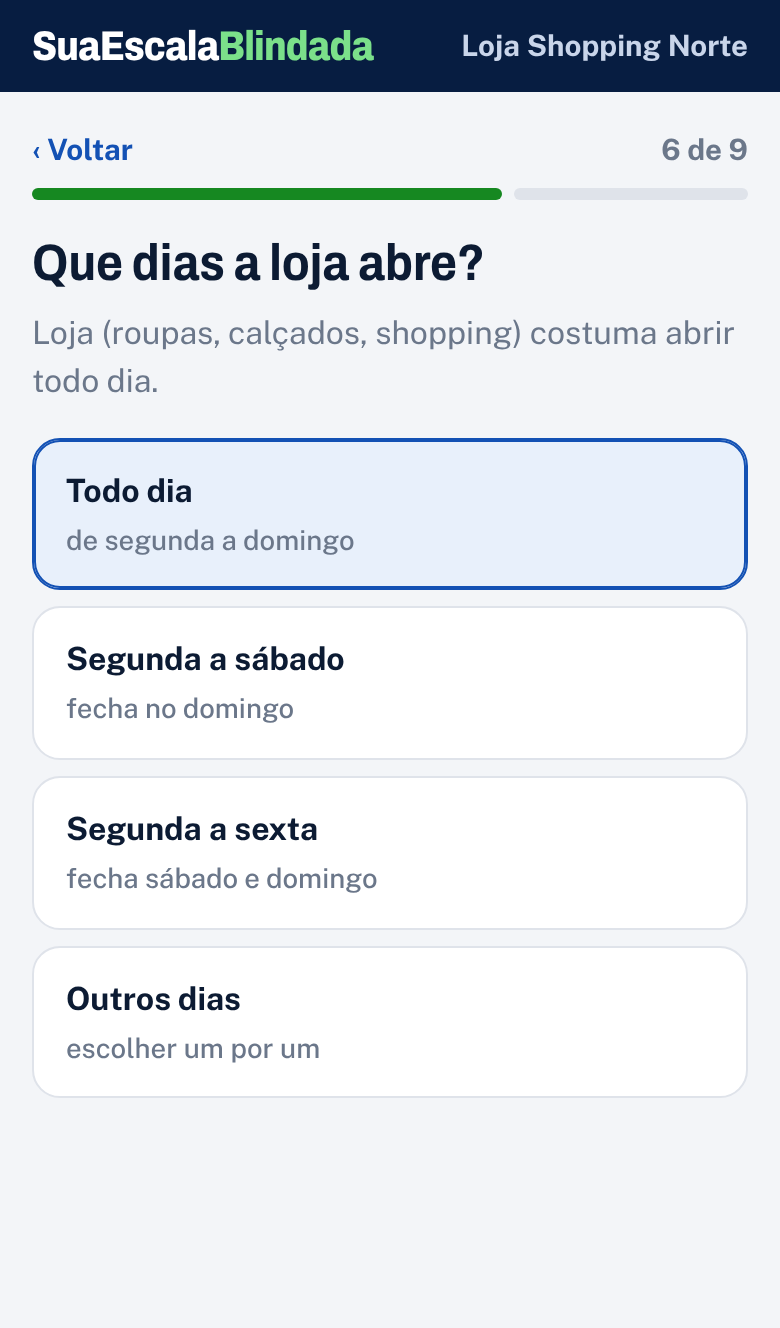 SuaEscalaBlindada
Loja Shopping Norte
‹ Voltar
6 de 9
Que dias a loja abre?
Loja (roupas, calçados, shopping) costuma abrir
todo dia.
Todo dia
de segunda a domingo
Segunda a sábado
fecha no domingo
Segunda a sexta
fecha sábado e domingo
Outros dias
escolher um por um